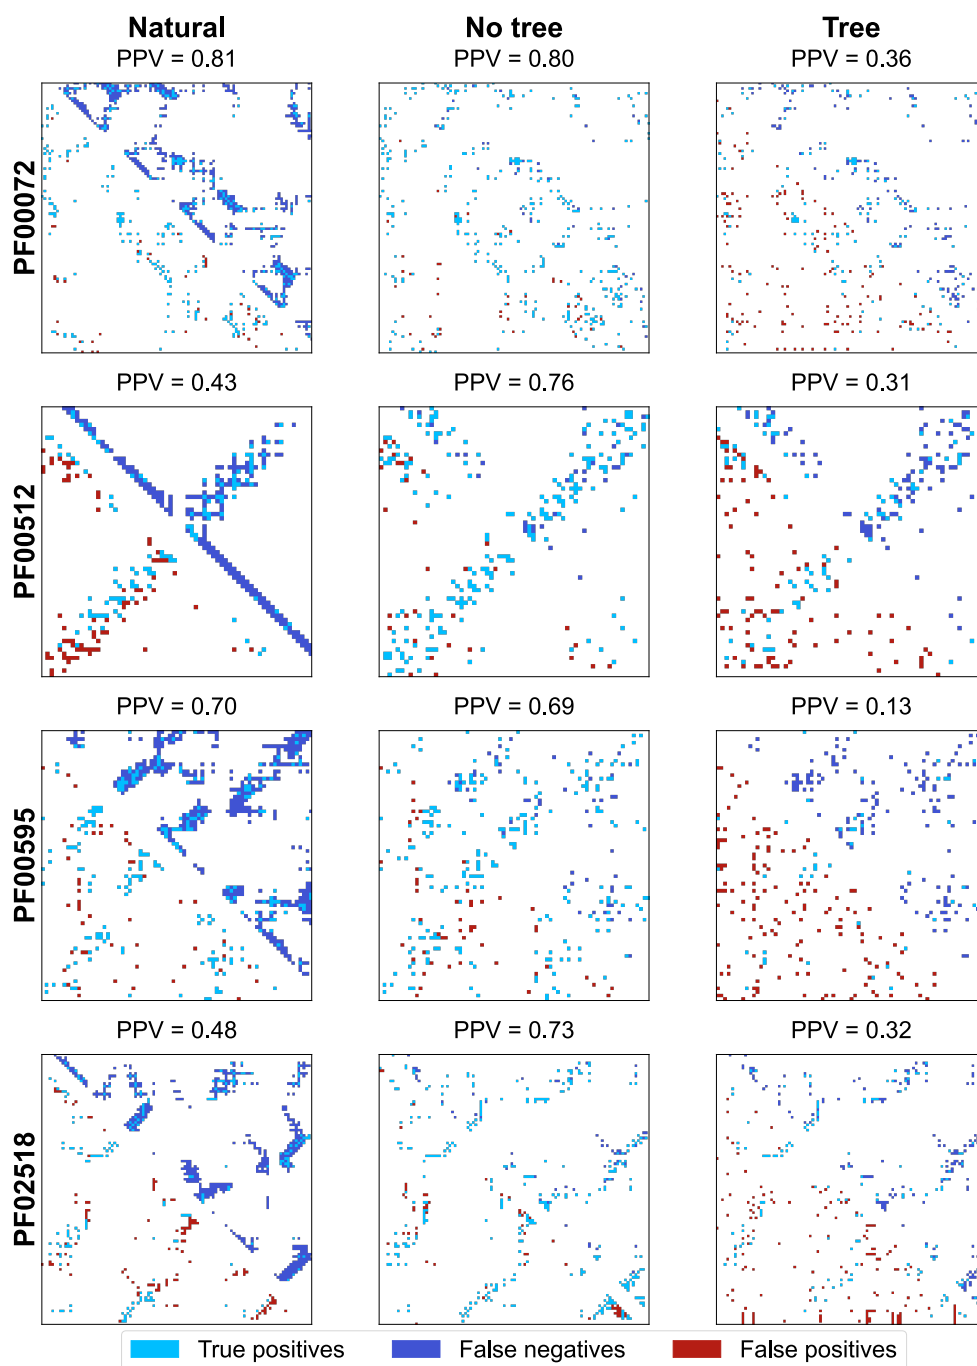 Natural No tree Tree
PPV = 0.81 PPV = 0.80 PPV = 0.36
PF00072
PPV = 0.43 PPV = 0.76 PPV = 0.31
PF00512
PPV = 0.70 PPV = 0.69 PPV = 0.13
PF00595
PPV = 0.48 PPV = 0.73 PPV = 0.32
PF02518
True positives False negatives False positives